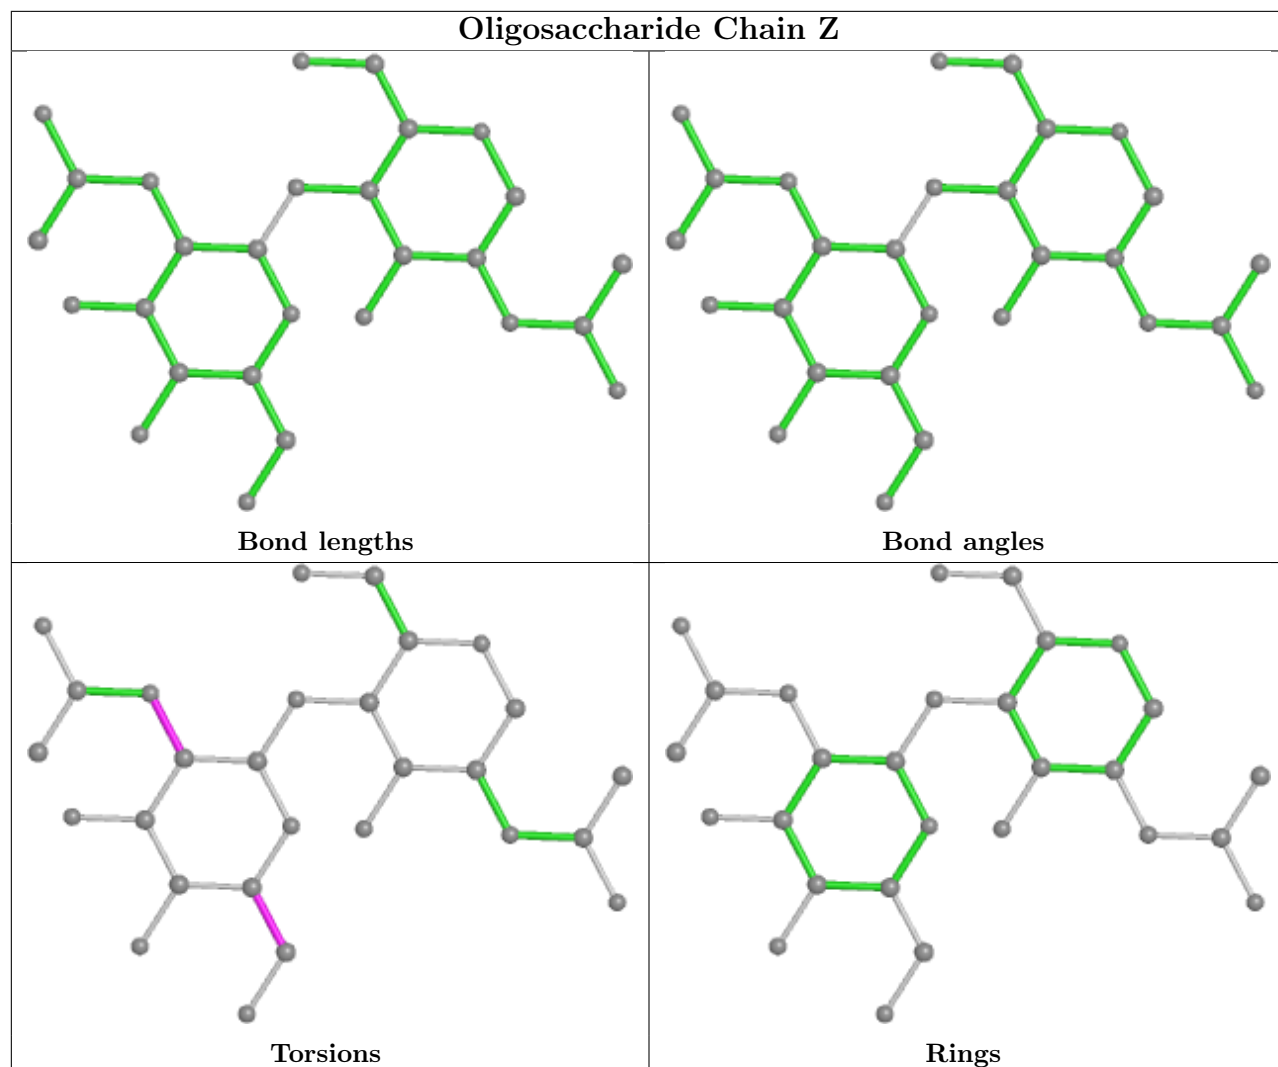 Oligosaccharide Chain Z
Bond lengths
Bond angles
Torsions
Rings